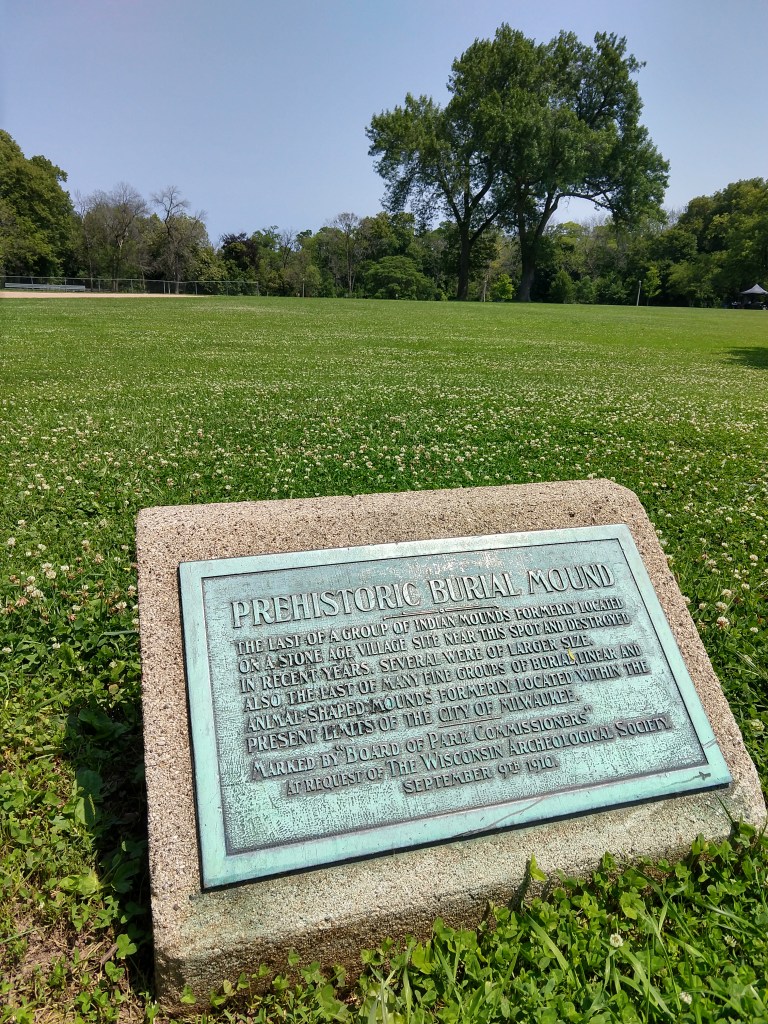 PREHISTORIC BURIAL MOUND
THE LAST OF A GROUP OF INDIAN MOUNDS FORMERLY LOCATED
ON A STONE AGE VILLAGE SITE NEAR THIS SPOT AND DESTROYED
IN RECENT YEARS. SEVERAL WERE OF LARGER SIZE.
ALSO THE LAST OF MANY FINE GROUPS OF BURIAL, LINEAR AND
ANIMAL-SHAPED MOUNDS FORMERLY LOCATED WITHIN THE
PRESENT LIMITS OF THE CITY OF MILWAUKEE.
MARKED BY "BOARD OF PARK COMMISSIONERS"
AT REQUEST OF THE WISCONSIN ARCHEOLOGICAL SOCIETY.
SEPTEMBER 9TH 1910.